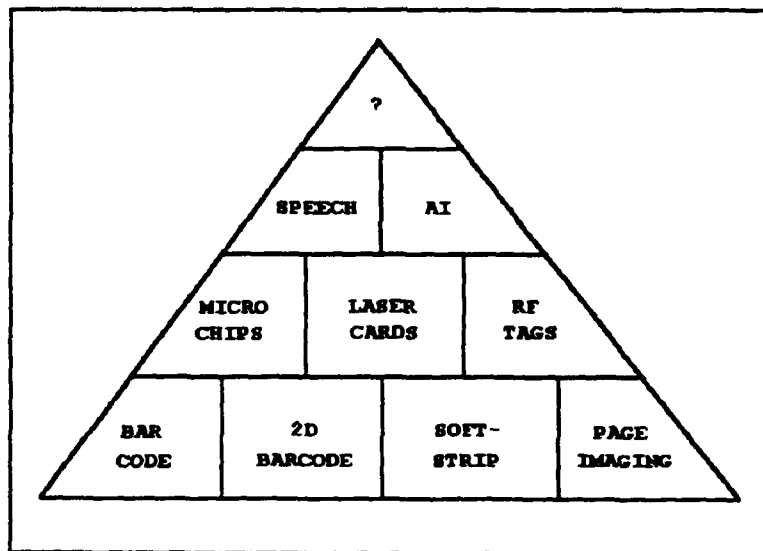 ?
SPEECH
AI
MICRO
CHIPS
LASER
CARDS
RF
TAGS
BAR
CODE
2D
BARCODE
SOFT-
STRIP
PAGE
IMAGING